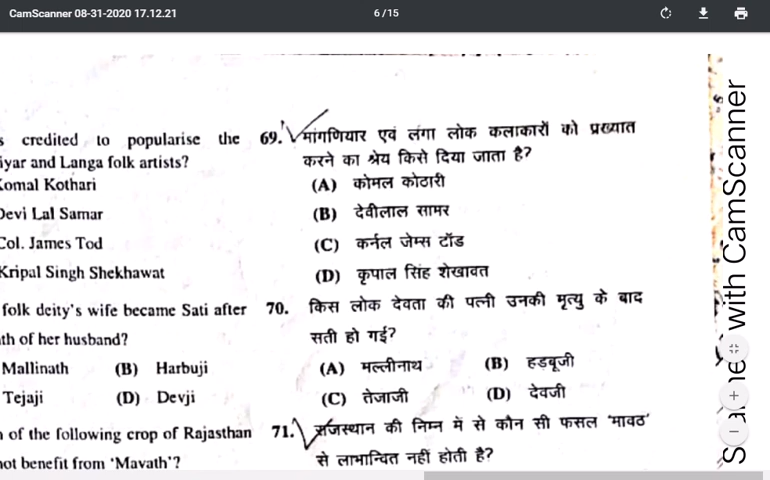 CamScanner 08-31-2020 17.12.21
6 / 15
credited to popularise the
iyar and Langa folk artists?
Komal Kothari
Devi Lal Samar
Col. James Tod
Kripal Singh Shekhawat
folk deity's wife became Sati after
th of her husband?
Mallinath (B) Harbuji
Tejaji (D) Devji
of the following crop of Rajasthan
not benefit from 'Mavath'?
69. मांगणियार एवं लंगा लोक कलाकारों को प्रख्यात
करने का श्रेय किसे दिया जाता है?
(A) कोमल कोठारी
(B) देवीलाल सामर
(C) कर्नल जेम्स टॉड
(D) कृपाल सिंह शेखावत
70. किस लोक देवता की पत्नी उनकी मृत्यु के बाद
सती हो गई?
(A) मल्लीनाथ (B) हड़बूजी
(C) तेजाजी (D) देवजी
71. राजस्थान की निम्न में से कौन सी फसल 'मावठ'
से लाभान्वित नहीं होती है?
with CamScanner